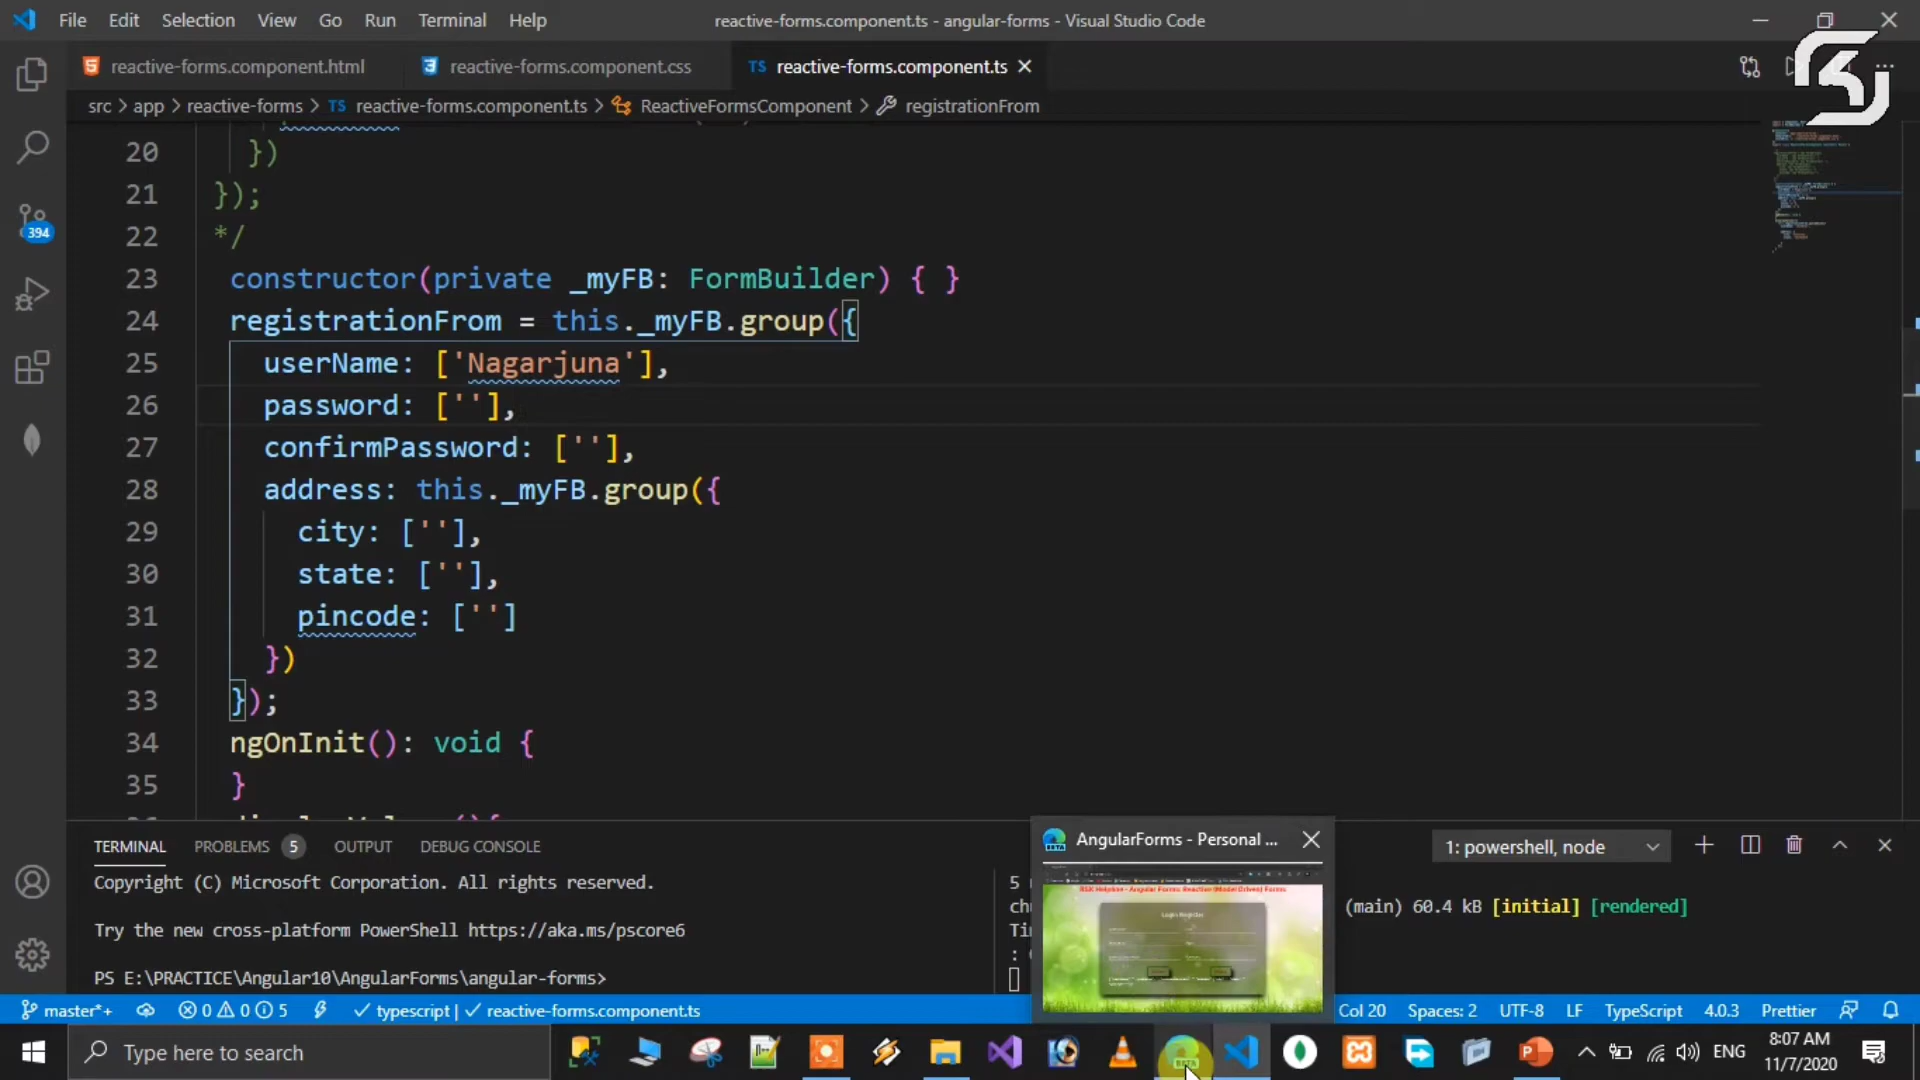 File Edit Selection View Go Run Terminal Help
reactive-forms.component.ts - angular-forms - Visual Studio Code
reactive-forms.component.html
reactive-forms.component.css
TS reactive-forms.component.ts
src > app > reactive-forms > TS reactive-forms.component.ts > ReactiveFormsComponent > registrationFrom
20 })
21 });
22 */
23 constructor(private _myFB: FormBuilder) { }
24 registrationFrom = this._myFB.group({
25 userName: ['Nagarjuna'],
26 password: [''],
27 confirmPassword: [''],
28 address: this._myFB.group({
29 city: [''],
30 state: [''],
31 pincode: ['']
32 })
33 });
34 ngOnInit(): void {
35 }
394
TERMINAL PROBLEMS 5 OUTPUT DEBUG CONSOLE
1: powershell, node
Copyright (C) Microsoft Corporation. All rights reserved.
Try the new cross-platform PowerShell https://aka.ms/pscore6
PS E:\PRACTICE\Angular10\AngularForms\angular-forms>
(main) 60.4 kB [initial] [rendered]
AngularForms - Personal ...
master*+ 0 0 5 typescript | reactive-forms.component.ts
Col 20 Spaces: 2 UTF-8 LF TypeScript 4.0.3 Prettier
Type here to search
ENG
8:07 AM
11/7/2020